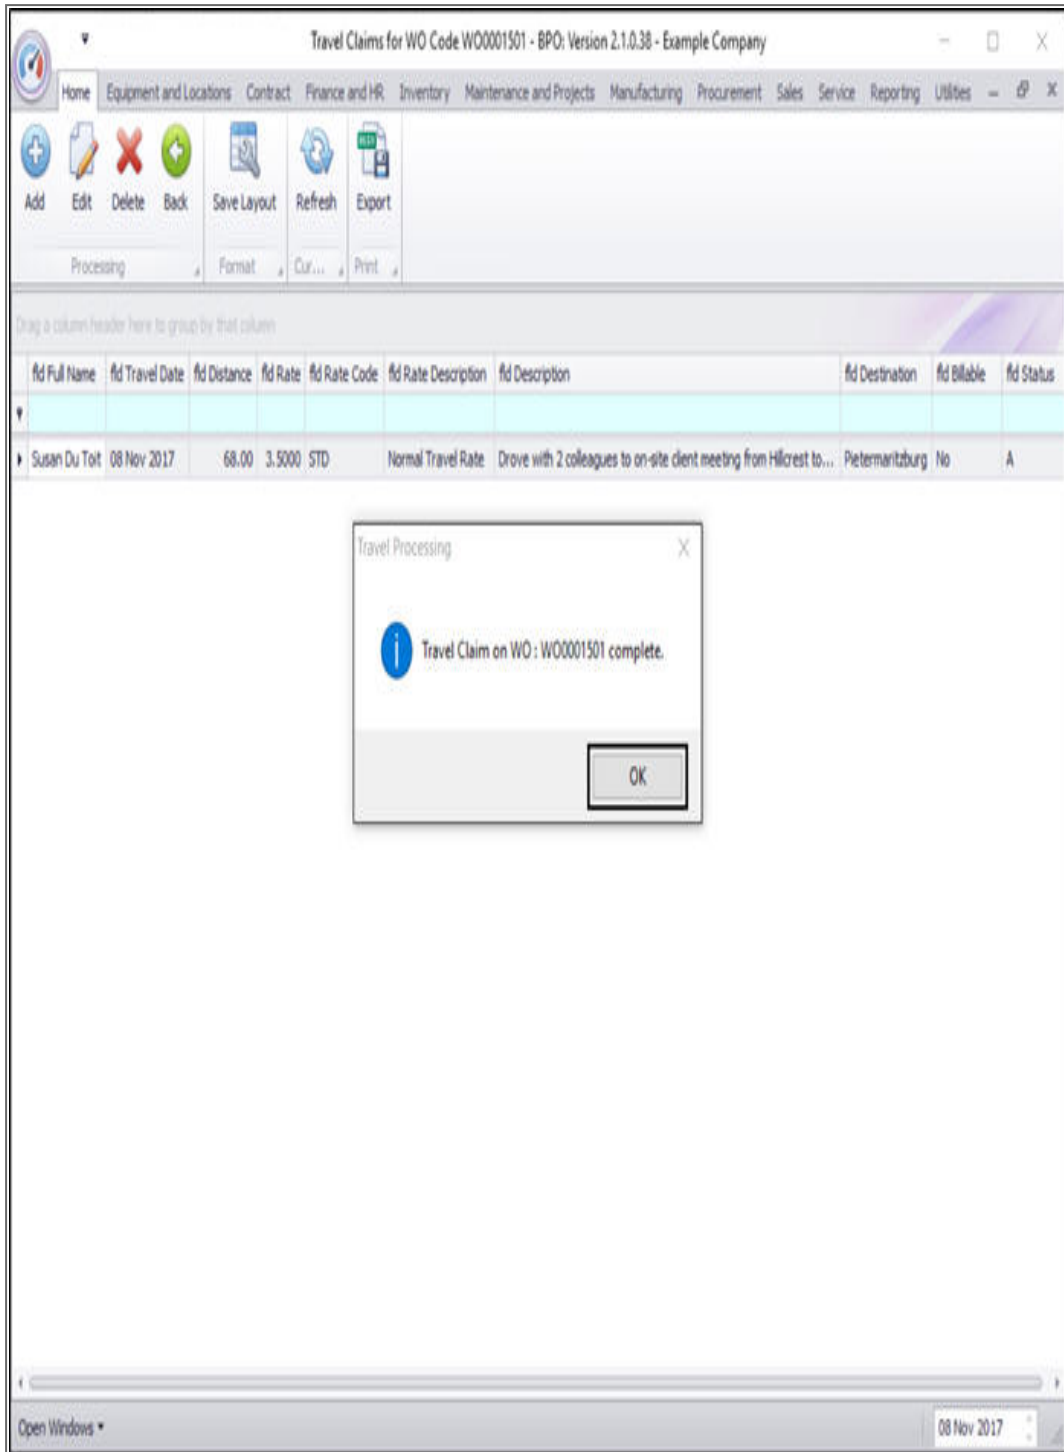 Travel Claims for WO Code WO0001501 - BPO: Version 2.1.0.38 - Example Company
Home Equipment and Locations Contract Finance and HR Inventory Maintenance and Projects Manufacturing Procurement Sales Service Reporting Utilities
Add Edit Delete Back Save Layout Refresh Export
Processing Format Cur... Print
Drag a column header here to group by that column
fld Full Name fld Travel Date fld Distance fld Rate fld Rate Code fld Rate Description fld Description fld Destination fld Billable fld Status
Susan Du Toit 08 Nov 2017 68.00 3.5000 STD Normal Travel Rate Drove with 2 colleagues to on-site client meeting from Hillcrest to... Pietermaritzburg No A
Travel Processing
Travel Claim on WO : WO0001501 complete.
OK
Open Windows
08 Nov 2017